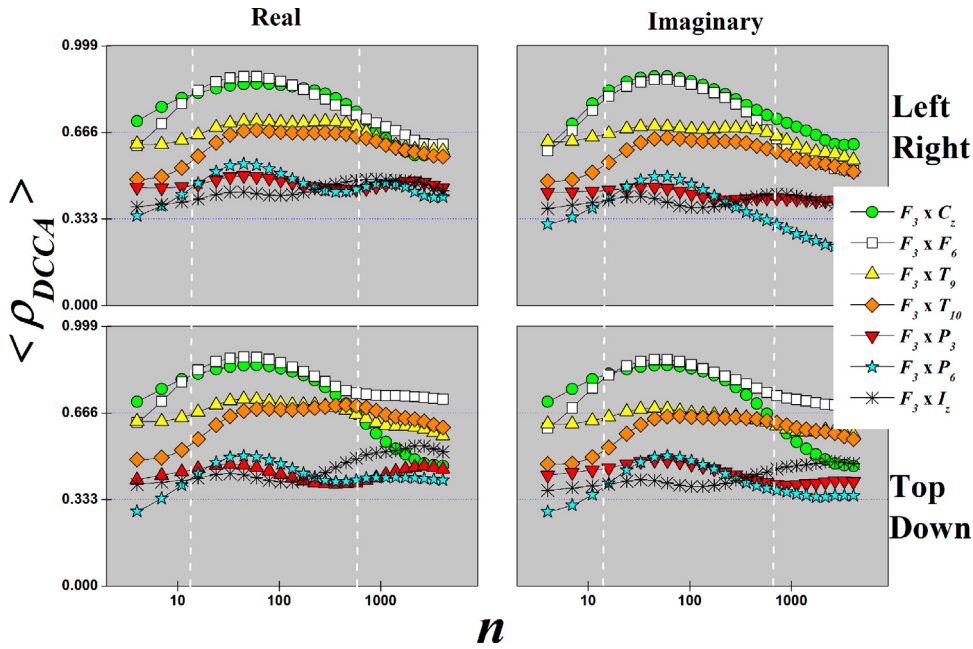 Real
Imaginary
0.999
0.666
0.333
0.000
Left
Right
< ρ DCCA >
F3 x Cz
F3 x F6
F3 x T9
F3 x T10
F3 x P3
F3 x P6
F3 x Iz
0.999
0.666
0.333
0.000
Top
Down
10
100
1000
10
100
1000
n